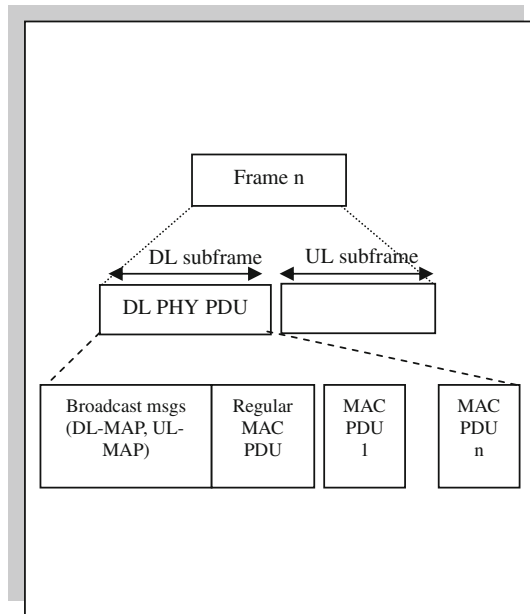 Frame n
DL subframe
UL subframe
DL PHY PDU
Broadcast msgs
(DL-MAP, UL-
MAP)
Regular
MAC
PDU
MAC
PDU
1
MAC
PDU
n